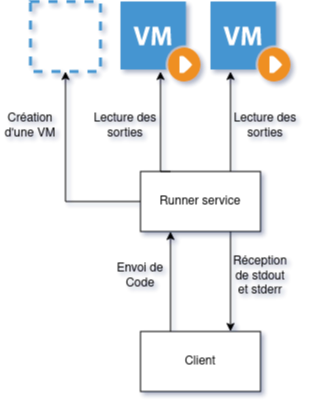 VM
VM
Création
d'une VM
Lecture des
sorties
Lecture des
sorties
Runner service
Envoi de
Code
Réception
de stdout
et stderr
Client